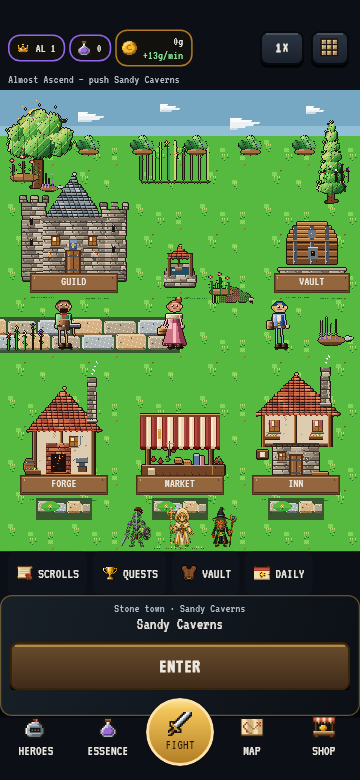 AL 1
0
0g
+13g/min
1X
Almost Ascend – push Sandy Caverns
GUILD
VAULT
FORGE
MARKET
INN
SCROLLS
QUESTS
VAULT
DAILY
Stone town · Sandy Caverns
Sandy Caverns
ENTER
HEROES
ESSENCE
FIGHT
MAP
SHOP